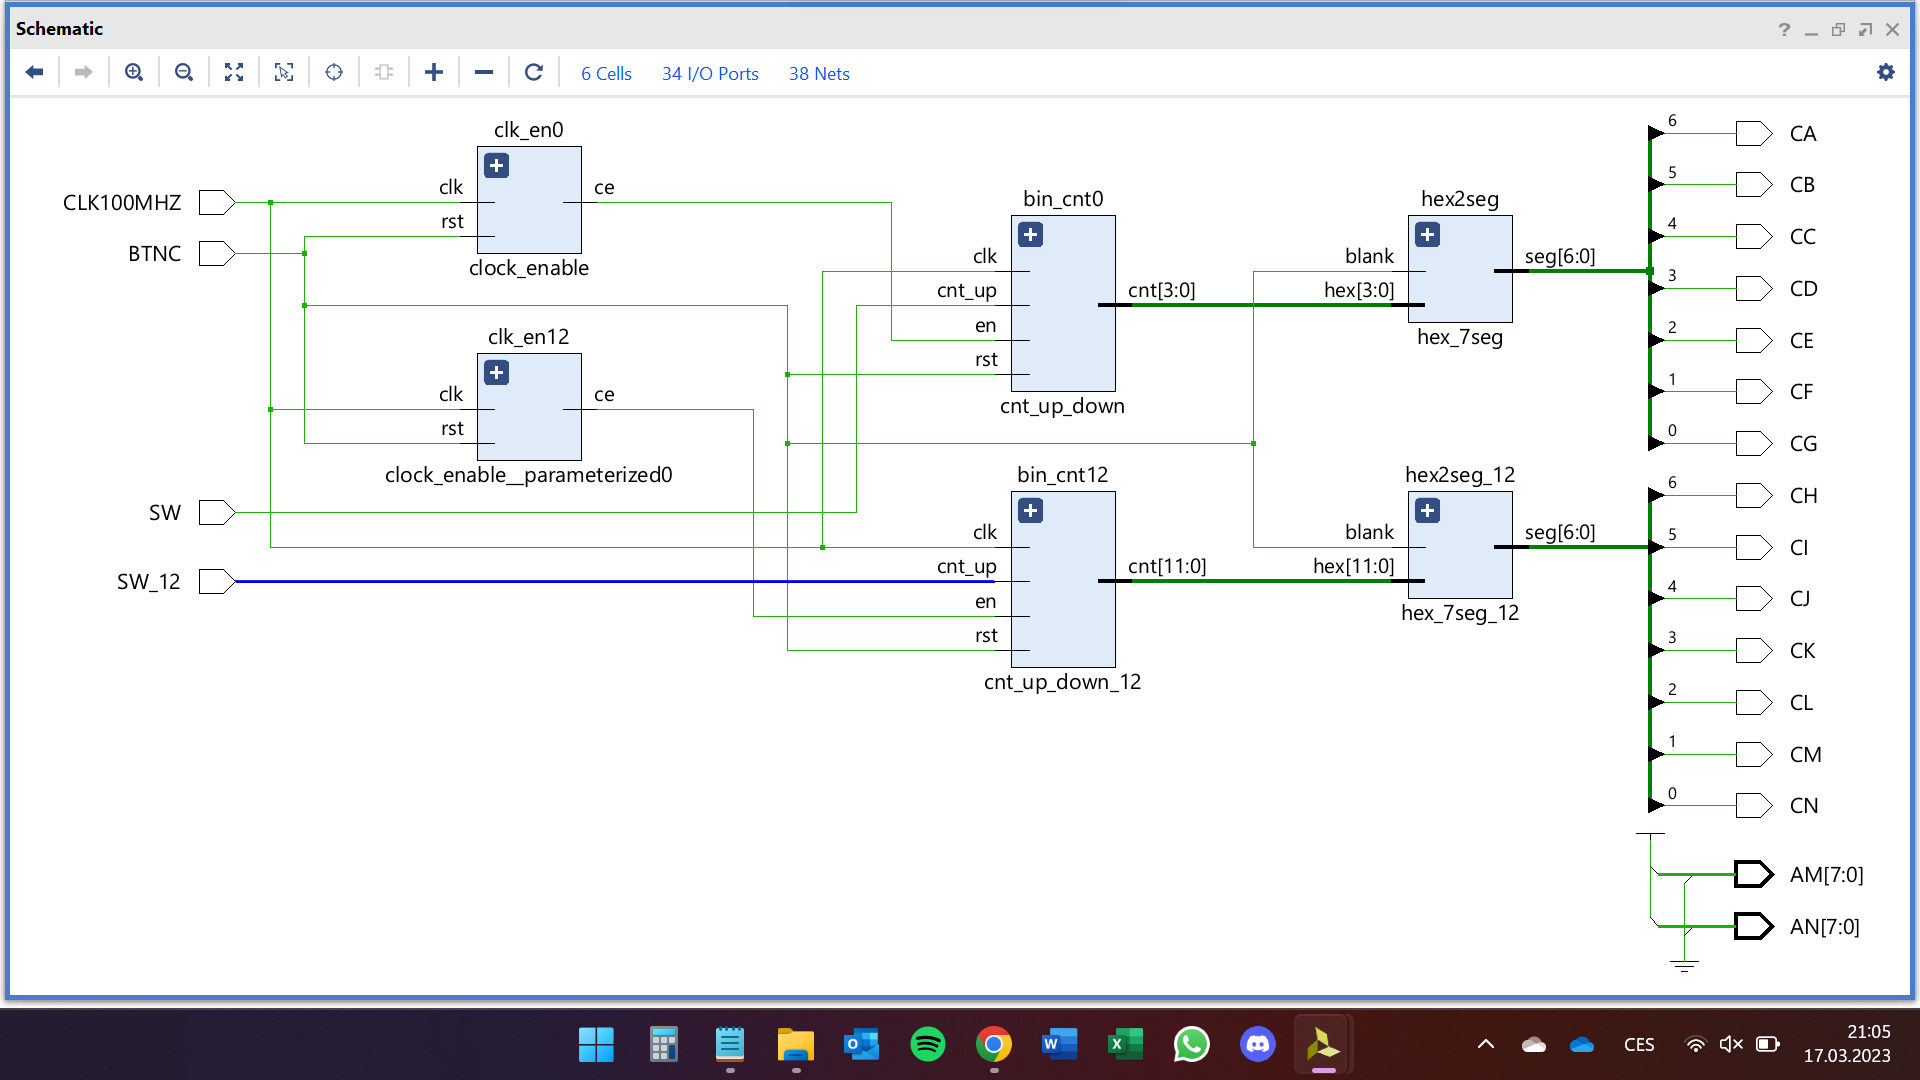 Schematic
6 Cells 34 I/O Ports 38 Nets
clk_en0
clk
rst
ce
clock_enable
CLK100MHZ
BTNC
clk_en12
clk
rst
ce
clock_enable__parameterized0
SW
SW_12
bin_cnt0
clk
cnt_up
en
rst
cnt[3:0]
cnt_up_down
bin_cnt12
clk
cnt_up
en
rst
cnt[11:0]
cnt_up_down_12
hex2seg
blank
hex[3:0]
seg[6:0]
hex_7seg
hex2seg_12
blank
hex[11:0]
seg[6:0]
hex_7seg_12
6 CA
5 CB
4 CC
3 CD
2 CE
1 CF
0 CG
6 CH
5 CI
4 CJ
3 CK
2 CL
1 CM
0 CN
AM[7:0]
AN[7:0]
CES
21:05
17.03.2023